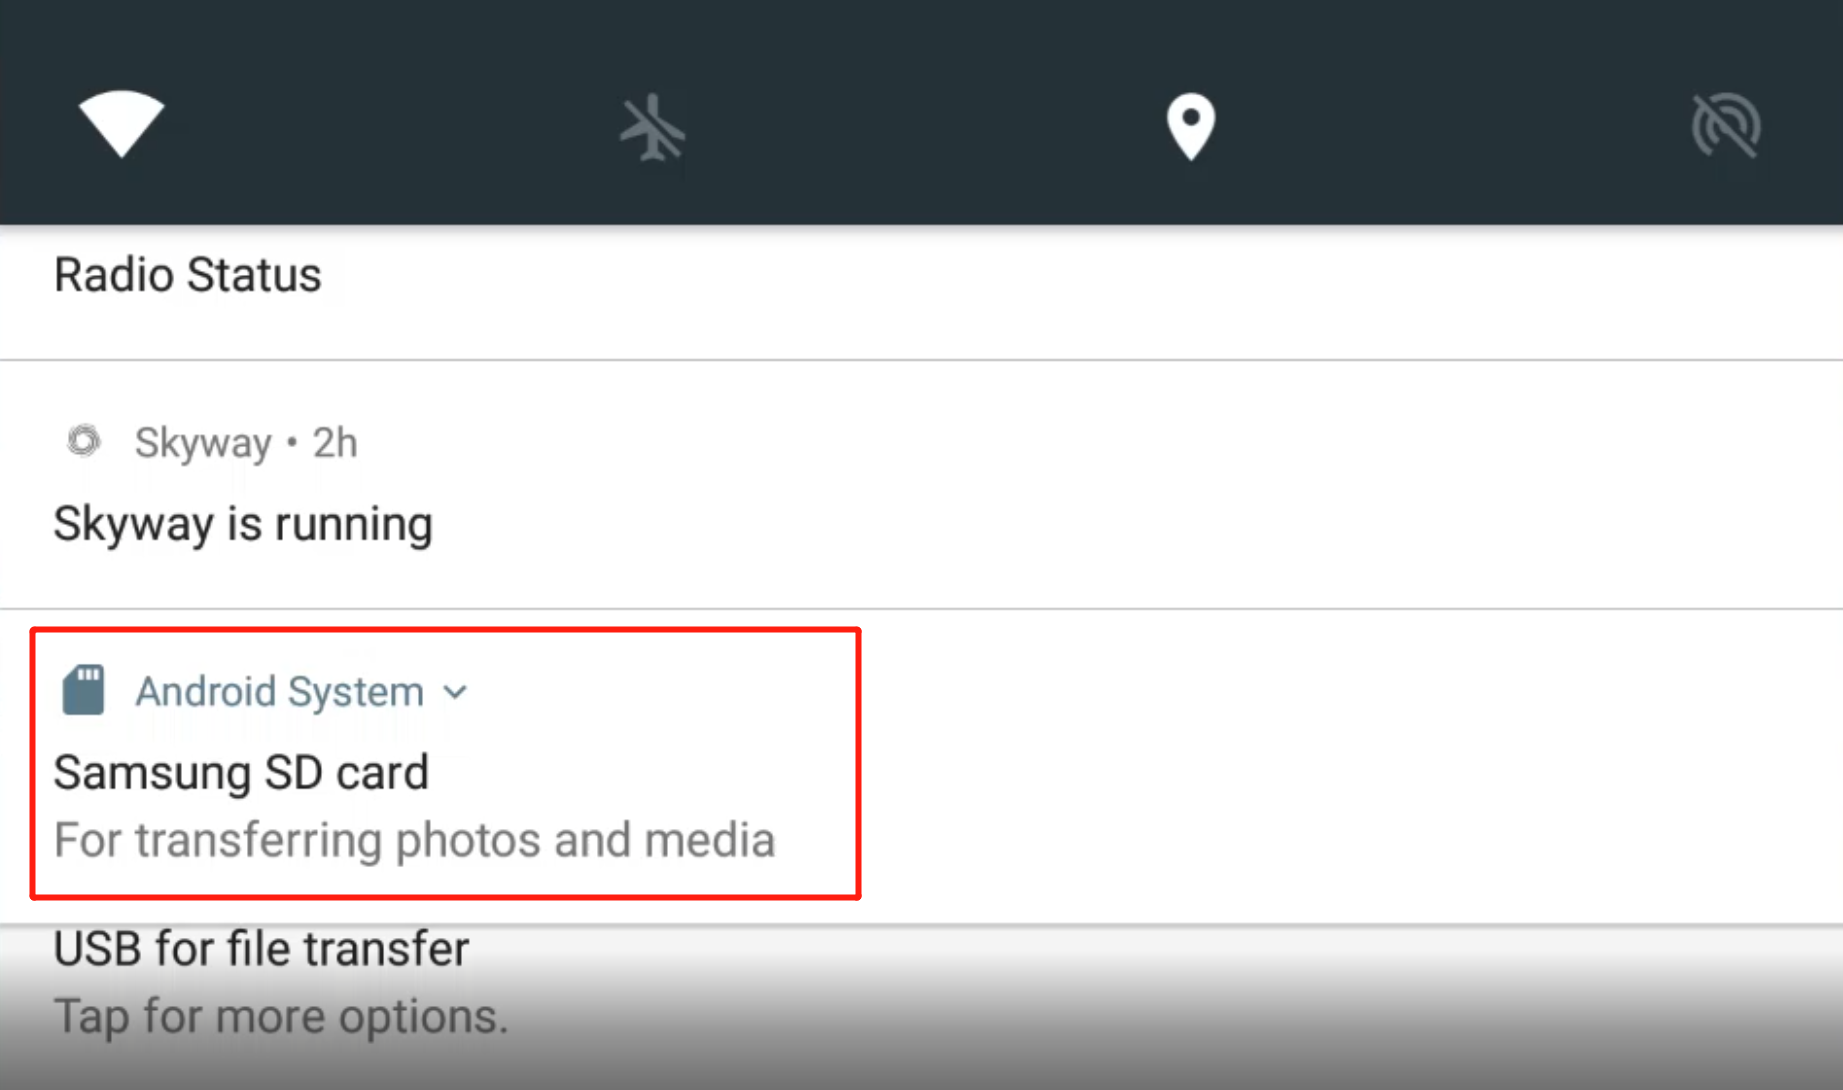 Radio Status
Skyway • 2h
Skyway is running
Android System
Samsung SD card
For transferring photos and media
USB for file transfer
Tap for more options.